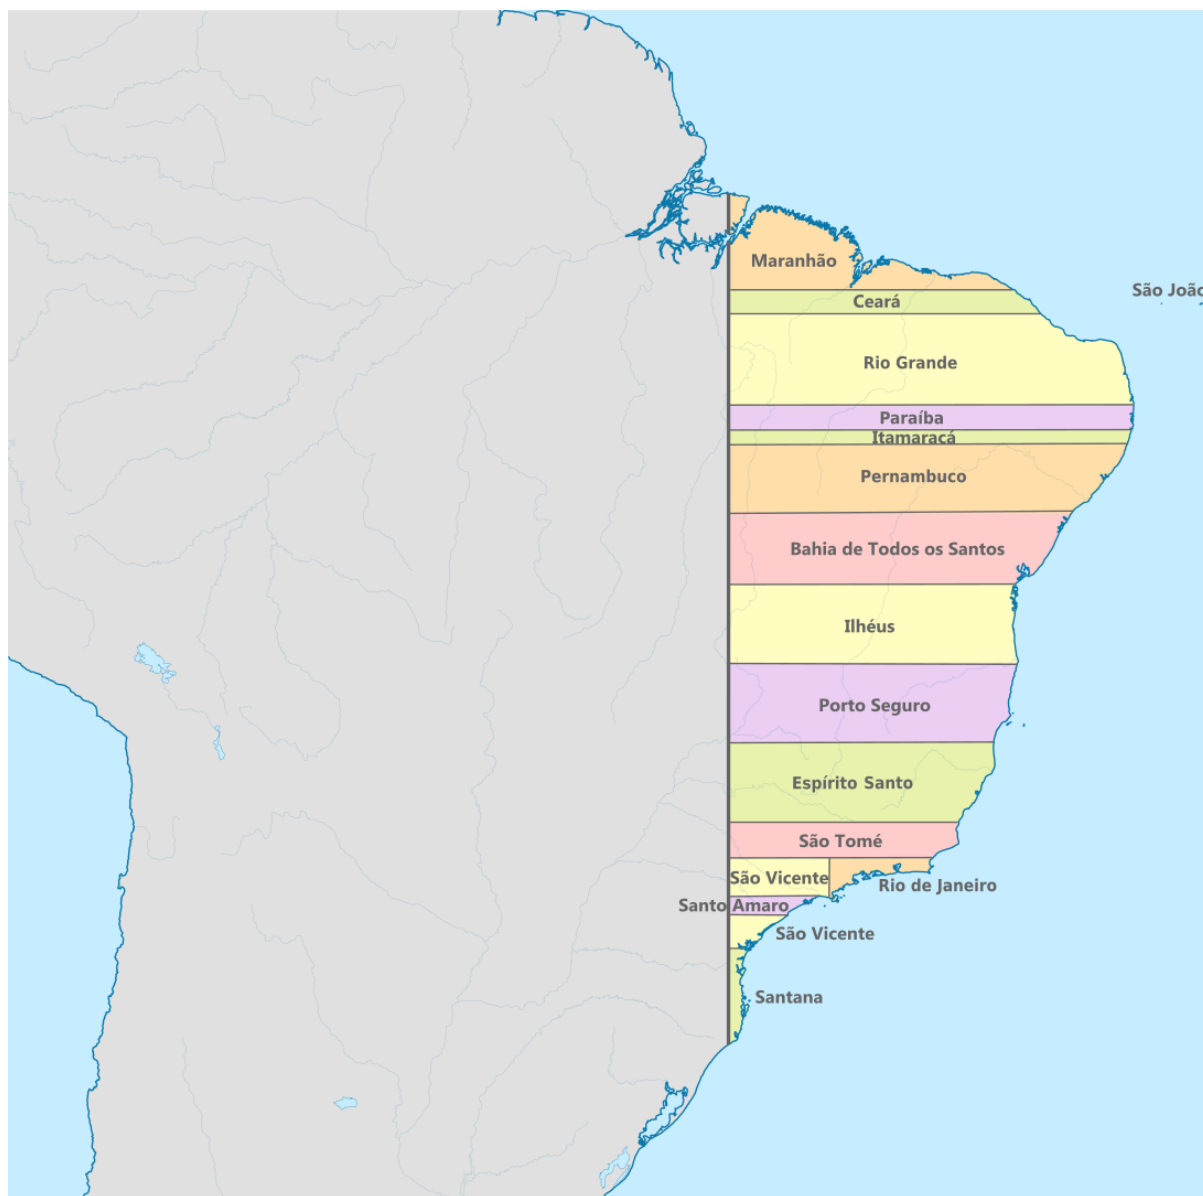 Maranhão
São João
Ceará
Rio Grande
Paraíba
Itamaracá
Pernambuco
Bahia de Todos os Santos
Ilhéus
Porto Seguro
Espírito Santo
São Tomé
São Vicente
Rio de Janeiro
Santo Amaro
São Vicente
Santana